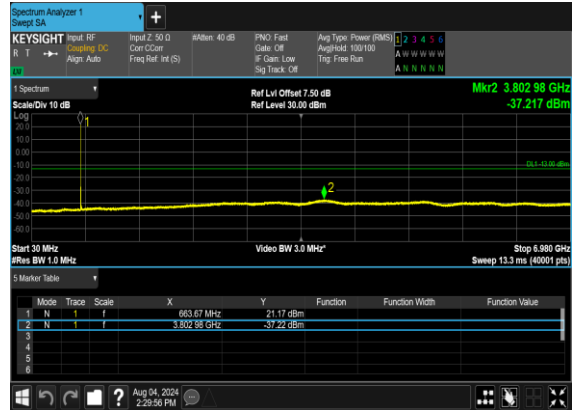 Spectrum Analyzer 1
Swept SA
+
KEYSIGHT Input: RF Input Z: 50 Ω #Atten: 40 dB PNO: Fast Avg Type: Power (RMS) 1 2 3 4 5 6
R T Coupling: DC Corr CCorr Gate: Off Avg|Hold: 100/100 A W W W W W
Align: Auto Freq Ref: Int (S) IF Gain: Low Trig: Free Run
Sig Track: Off A N N N N N
1 Spectrum Ref Lvl Offset 7.50 dB Mkr2 3.802 98 GHz
Scale/Div 10 dB Ref Level 30.00 dBm -37.217 dBm
Log
20.0
10.0
0.00
-10.0
-20.0
-30.0
-40.0
-50.0
-60.0
1
2
DL1 -13.00 dBm
Start 30 MHz Video BW 3.0 MHz* Stop 6.980 GHz
#Res BW 1.0 MHz Sweep 13.3 ms (40001 pts)
5 Marker Table
Mode Trace Scale X Y Function Function Width Function Value
1 N 1 f 663.67 MHz 21.17 dBm
2 N 1 f 3.802 98 GHz -37.22 dBm
3
4
5
6
? Aug 04, 2024
2:29:56 PM